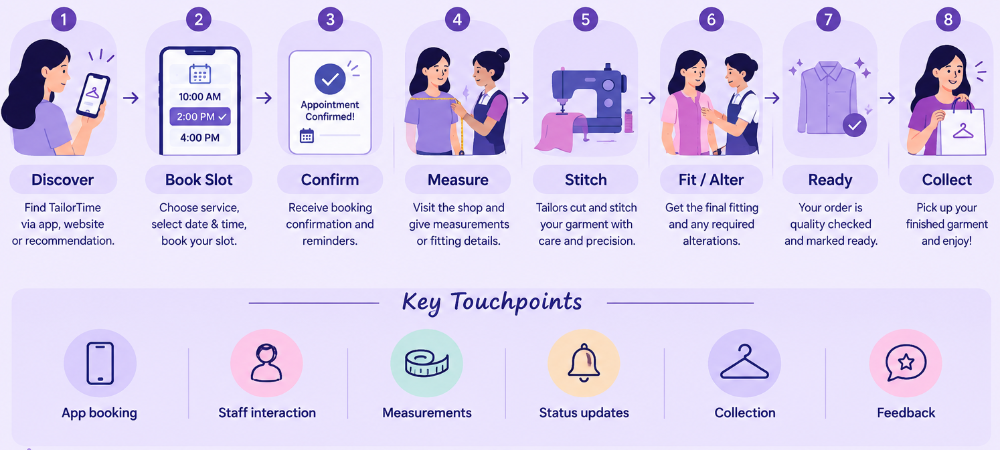 1 2 3 4 5 6 7 8
10:00 AM
2:00 PM
4:00 PM
Appointment
Confirmed!
Discover
Find TailorTime
via app, website
or recommendation.
Book Slot
Choose service,
select date & time,
book your slot.
Confirm
Receive booking
confirmation and
reminders.
Measure
Visit the shop and
give measurements
or fitting details.
Stitch
Tailors cut and stitch
your garment with
care and precision.
Fit / Alter
Get the final fitting
and any required
alterations.
Ready
Your order is
quality checked
and marked ready.
Collect
Pick up your
finished garment
and enjoy!
Key Touchpoints
App booking
Staff interaction
Measurements
Status updates
Collection
Feedback